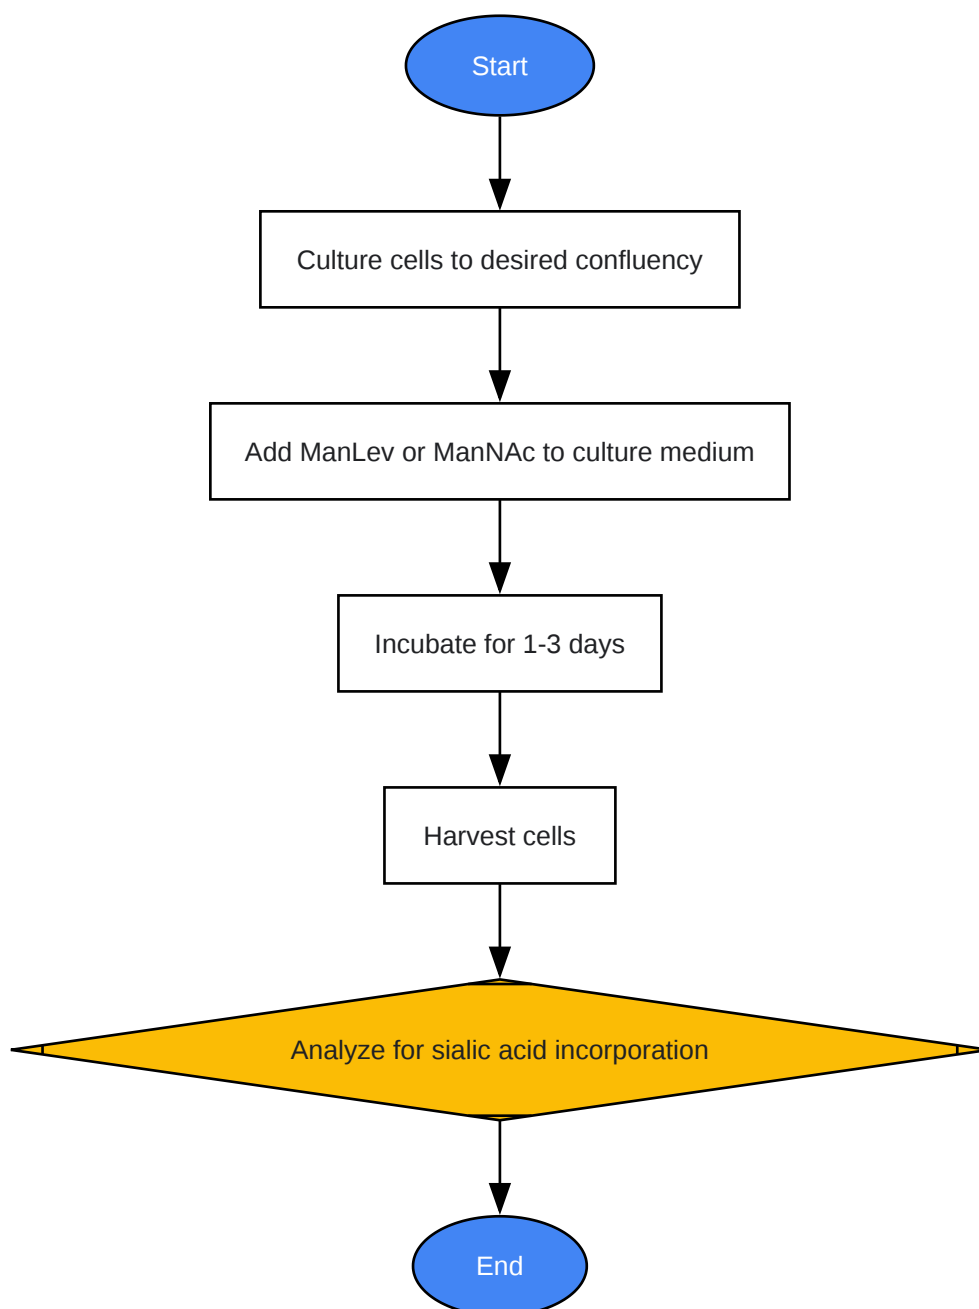 Start
Culture cells to desired confluency
Add ManLev or ManNAc to culture medium
Incubate for 1-3 days
Harvest cells
Analyze for sialic acid incorporation
End